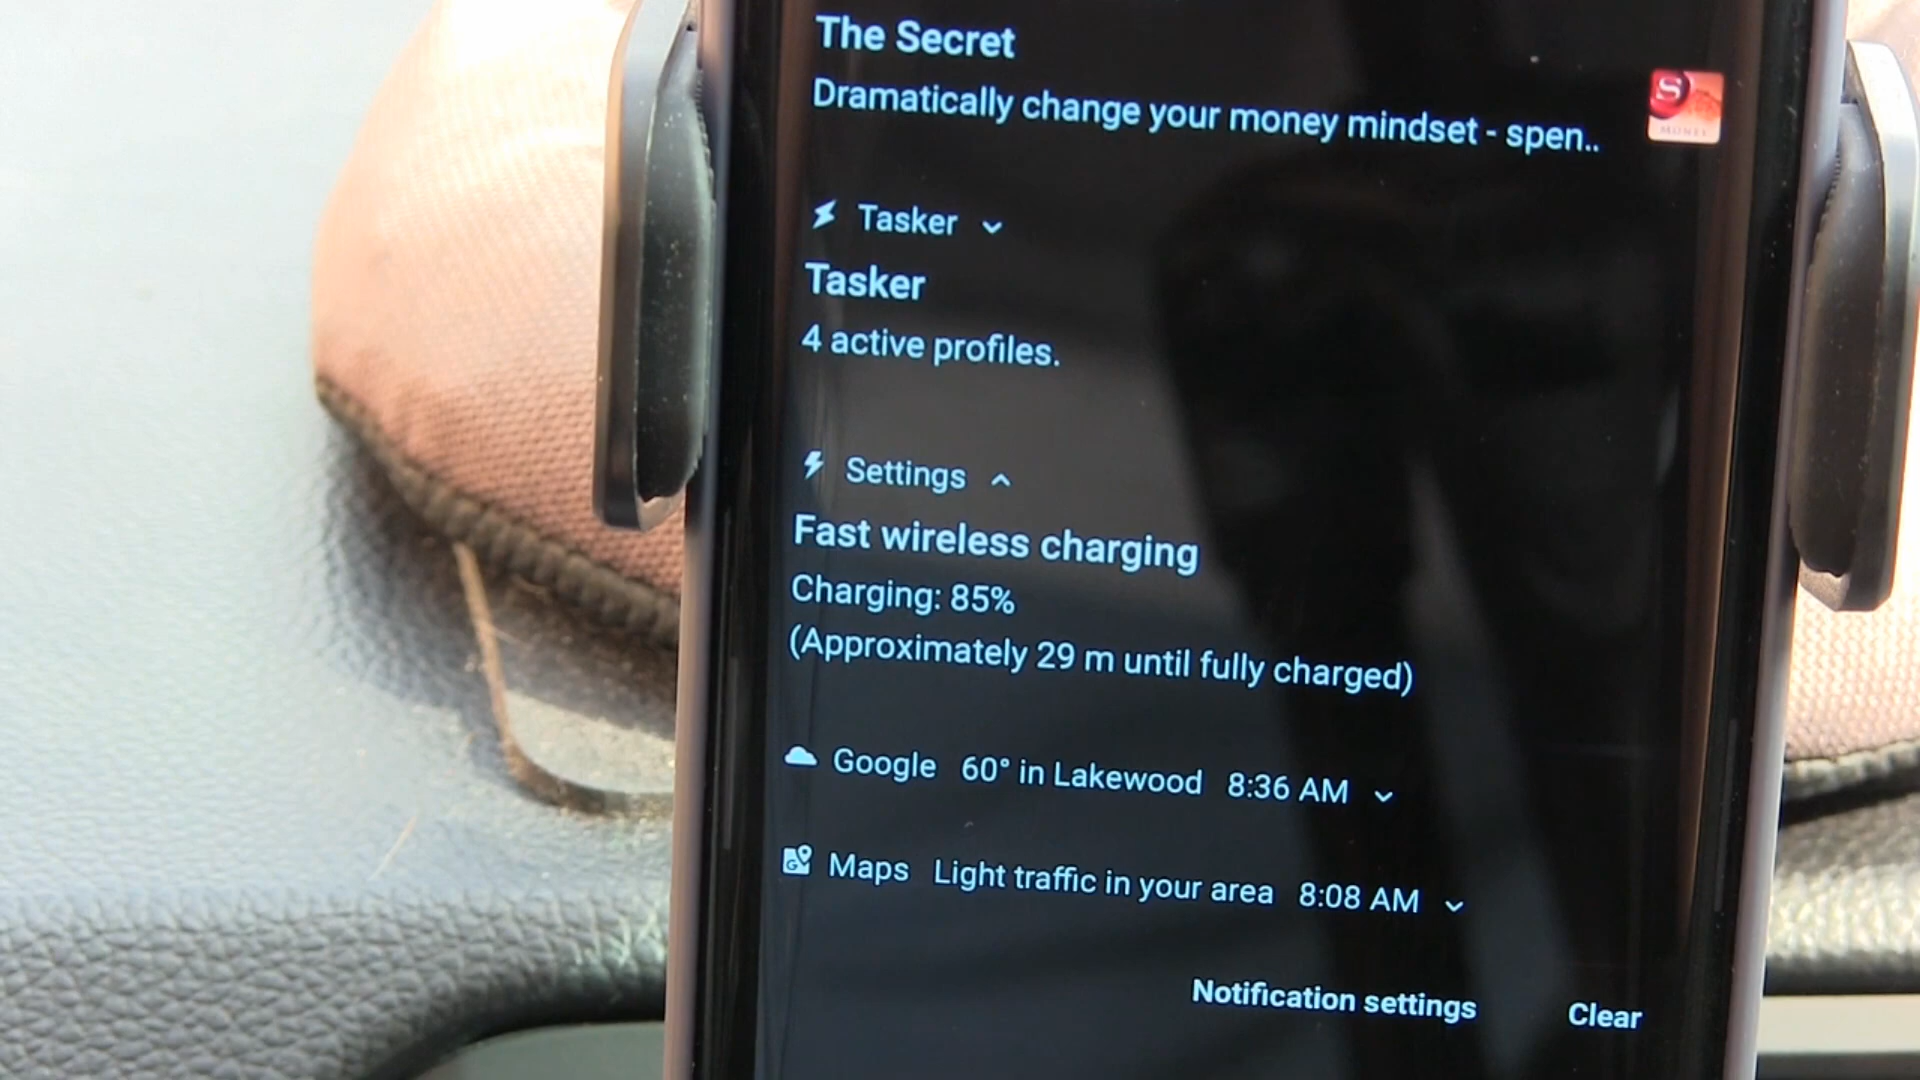 The Secret
Dramatically change your money mindset - spen..
S
MONEY
Tasker
Tasker
4 active profiles.
Settings
Fast wireless charging
Charging: 85%
(Approximately 29 m until fully charged)
Google 60° in Lakewood 8:36 AM
G Maps Light traffic in your area 8:08 AM
Notification settings Clear